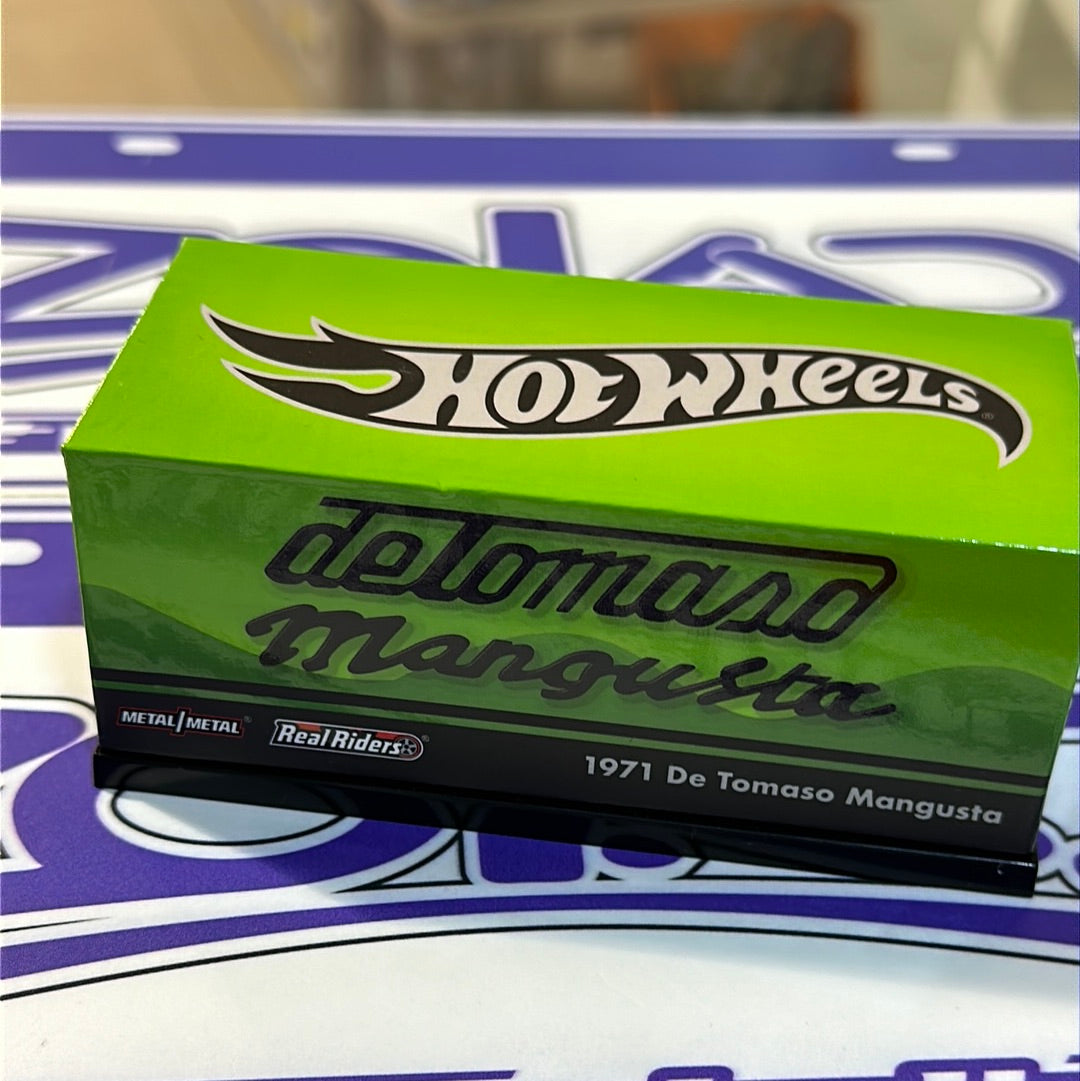 HOT WHEELS
®
deTomaso
Mangusta
METAL/METAL®
Real Riders®
1971 De Tomaso Mangusta